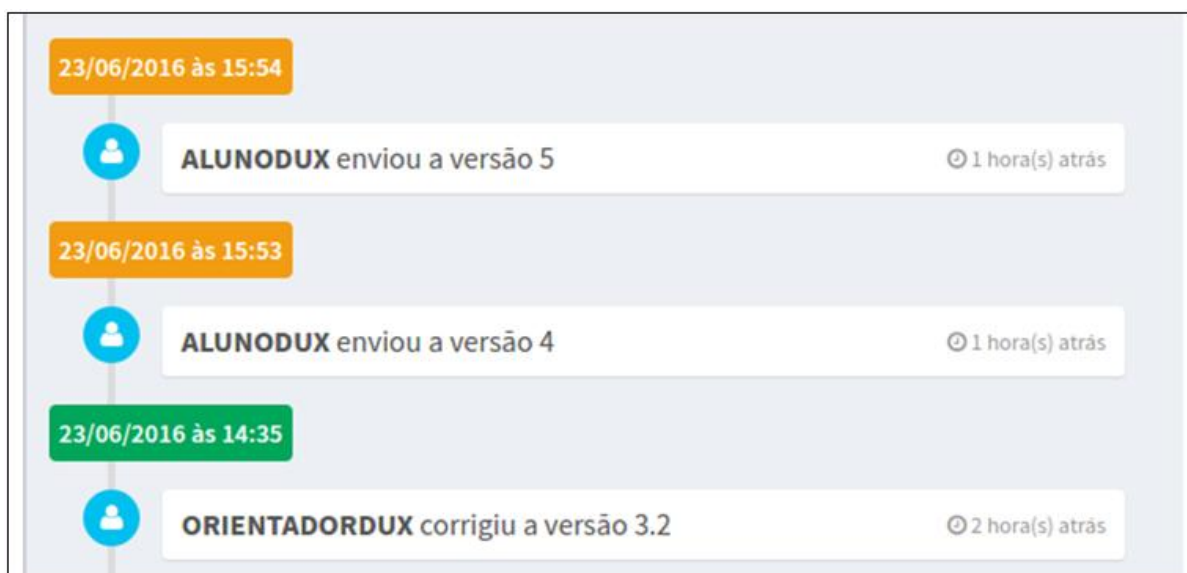 23/06/2016 às 15:54
ALUNODUX enviou a versão 5
1 hora(s) atrás
23/06/2016 às 15:53
ALUNODUX enviou a versão 4
1 hora(s) atrás
23/06/2016 às 14:35
ORIENTADORDUX corrigiu a versão 3.2
2 hora(s) atrás